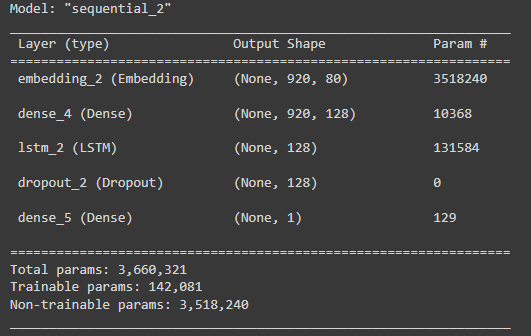 Model: "sequential_2"
_________________________________________________________________
Layer (type) Output Shape Param #
=================================================================
embedding_2 (Embedding) (None, 920, 80) 3518240
dense_4 (Dense) (None, 920, 128) 10368
lstm_2 (LSTM) (None, 128) 131584
dropout_2 (Dropout) (None, 128) 0
dense_5 (Dense) (None, 1) 129
=================================================================
Total params: 3,660,321
Trainable params: 142,081
Non-trainable params: 3,518,240
_________________________________________________________________